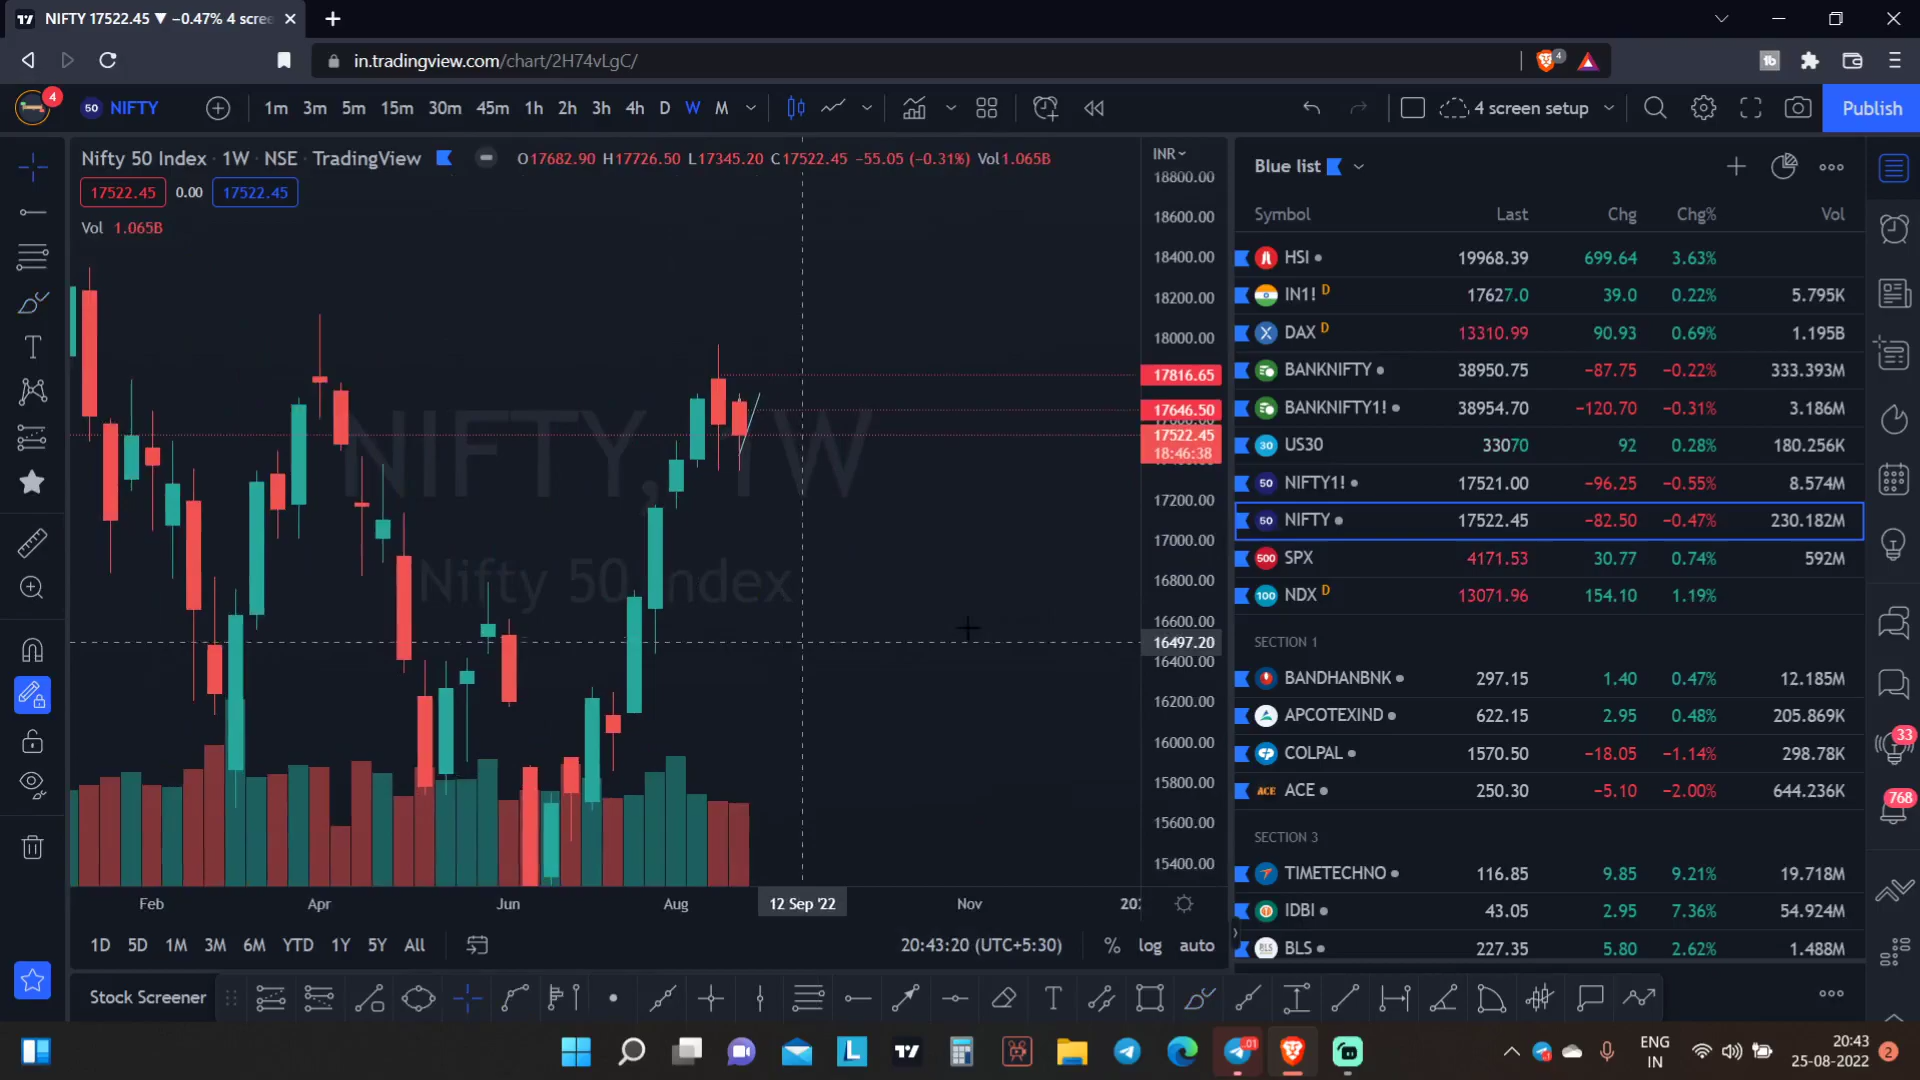 NIFTY 17522.45 ▼ −0.47% 4 scree
in.tradingview.com/chart/2H74vLgC/
4
4
50 NIFTY
1m 3m 5m 15m 30m 45m 1h 2h 3h 4h D W M
4 screen setup
Publish
Nifty 50 Index · 1W · NSE TradingView
O17682.90 H17726.50 L17345.20 C17522.45 −55.05 (−0.31%) Vol1.065B
17522.45 0.00 17522.45
Vol 1.065B
INR
18800.00
18600.00
18400.00
18200.00
18000.00
17816.65
17646.50
17522.45
18:46:38
17200.00
17000.00
16800.00
16600.00
16497.20
16400.00
16200.00
16000.00
15800.00
15600.00
15400.00
NIFTY, 1W
Nifty 50 Index
Feb Apr Jun Aug 12 Sep '22 Nov 20
1D 5D 1M 3M 6M YTD 1Y 5Y All
20:43:20 (UTC+5:30) % log auto
Stock Screener
Blue list
Symbol Last Chg Chg% Vol
HSI 19968.39 699.64 3.63%
IN1! D 17627.0 39.0 0.22% 5.795K
DAX D 13310.99 90.93 0.69% 1.195B
BANKNIFTY 38950.75 −87.75 −0.22% 333.393M
BANKNIFTY1! 38954.70 −120.70 −0.31% 3.186M
30 US30 33070 92 0.28% 180.256K
50 NIFTY1! 17521.00 −96.25 −0.55% 8.574M
50 NIFTY 17522.45 −82.50 −0.47% 230.182M
500 SPX 4171.53 30.77 0.74% 592M
100 NDX D 13071.96 154.10 1.19%
SECTION 1
BANDHANBNK 297.15 1.40 0.47% 12.185M
APCOTEXIND 622.15 2.95 0.48% 205.869K
COLPAL 1570.50 −18.05 −1.14% 298.78K
ACE ACE 250.30 −5.10 −2.00% 644.236K
SECTION 3
TIMETECHNO 116.85 9.85 9.21% 19.718M
IDBI 43.05 2.95 7.36% 54.924M
BLS BLS 227.35 5.80 2.62% 1.488M
33
768
ENG
IN
20:43
25-08-2022
2